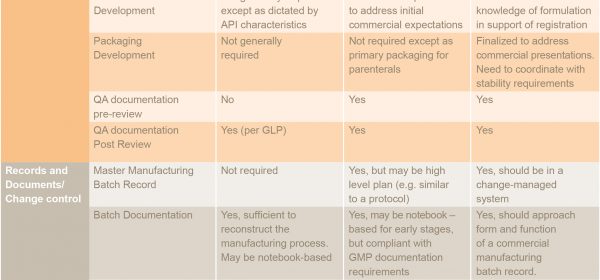 Development
except as dictated by
API characteristics
to address initial
commercial expectations
knowledge of formulation
in support of registration
Packaging
Development
Not generally
required
Not required except as
primary packaging for
parenterals
Finalized to address
commercial presentations.
Need to coordinate with
stability requirements
QA documentation
pre-review
No
Yes
Yes
QA documentation
Post Review
Yes (per GLP)
Yes
Yes
Records and
Documents/
Change control
Master Manufacturing
Batch Record
Not required
Yes, but may be high
level plan (e.g. similar
to a protocol)
Yes, should be in a
change-managed
system
Batch Documentation
Yes, sufficient to
reconstruct the
manufacturing process.
May be notebook-based
Yes, may be notebook –
based for early stages,
but compliant with
GMP documentation
requirements
Yes, should approach
form and function
of a commercial
manufacturing
batch record.